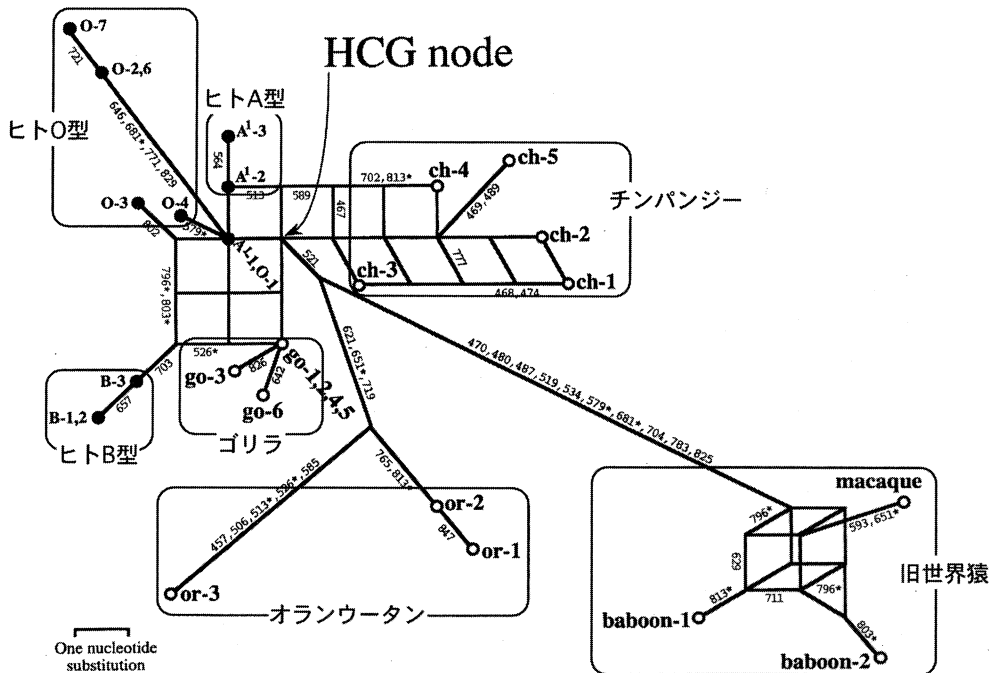 O-7
721
O-2,6
HCG node
646,681*,771,829
ヒトA型
A1-3
564
ヒトO型
A1-2
513
589
702,813*
ch-4
ch-5
467
469,489
チンパンジー
O-3
O-4
802
579*
A1-1,O-1
521
777
ch-2
ch-3
ch-1
468,474
796*,803*
526*
703
B-3
657
B-1,2
ヒトB型
go-3
826
642
go-6
go-1,2,4,5
ゴリラ
621,651*,719
470,480,487,519,534,579*,681*,704,783,825
457,506,513*,526*,585
765,813*
or-2
847
or-1
or-3
オランウータン
macaque
796*
593,651*
629
旧世界猿
813*
711
796*
baboon-1
803*
baboon-2
One nucleotide
substitution